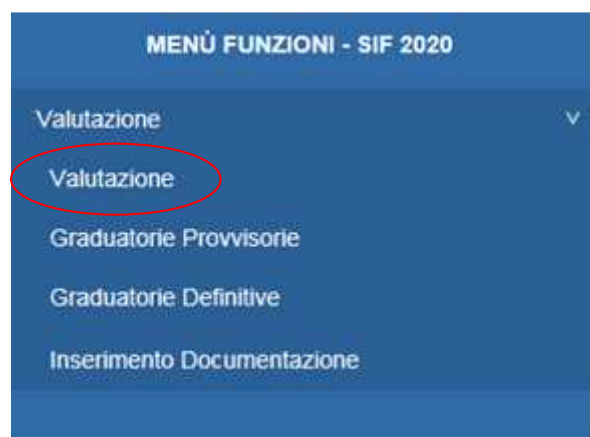 MENÙ FUNZIONI - SIF 2020
Valutazione
Valutazione
Graduatorie Provvisorie
Graduatorie Definitive
Inserimento Documentazione